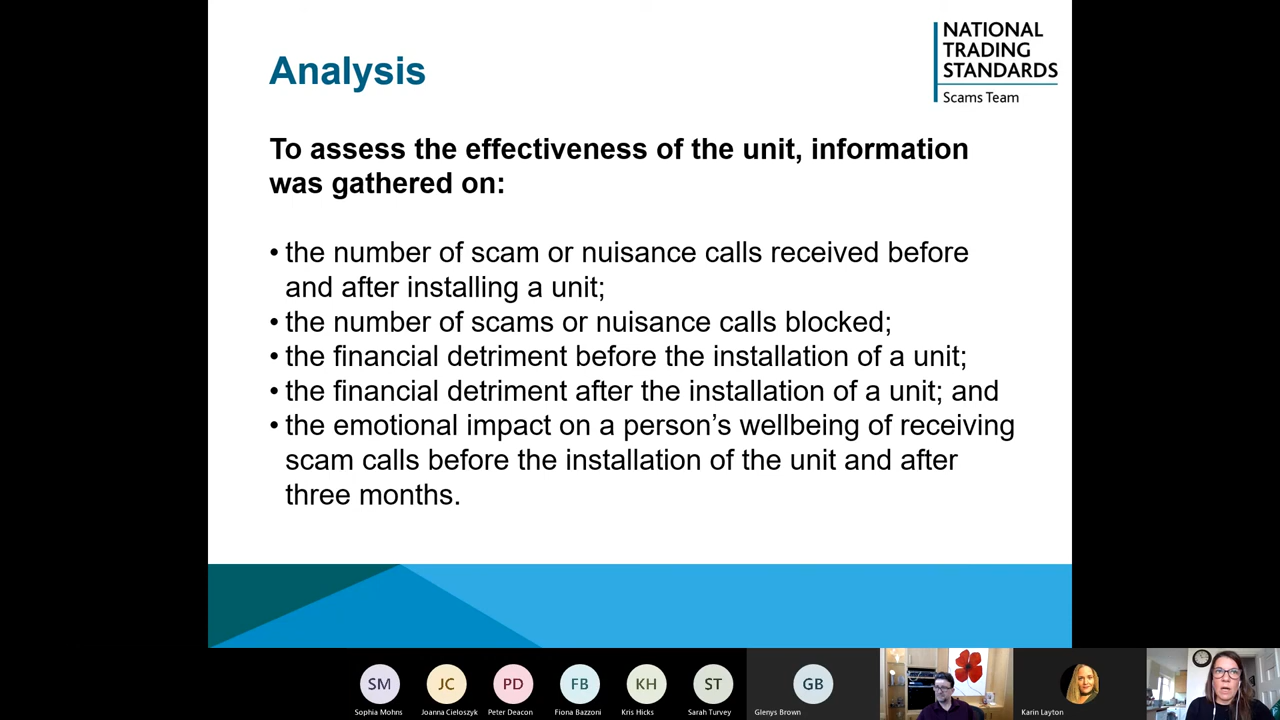 Analysis
NATIONAL
TRADING
STANDARDS
Scams Team
To assess the effectiveness of the unit, information
was gathered on:
• the number of scam or nuisance calls received before
and after installing a unit;
• the number of scams or nuisance calls blocked;
• the financial detriment before the installation of a unit;
• the financial detriment after the installation of a unit; and
• the emotional impact on a person’s wellbeing of receiving
scam calls before the installation of the unit and after
three months.
SM
JC
PD
FB
KH
ST
GB
Sophia Mohns
Joanna Cieloszyk
Peter Deacon
Fiona Bazzoni
Kris Hicks
Sarah Turvey
Glenys Brown
Karin Layton